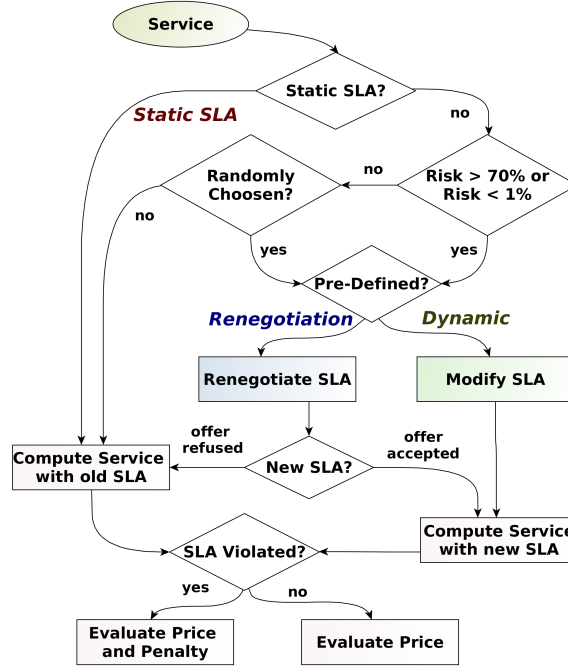 Service
Static SLA?
Static SLA
no
Randomly
Choosen?
no
Risk > 70% or
Risk < 1%
no
yes
yes
Pre-Defined?
Renegotiation
Dynamic
Renegotiate SLA
Modify SLA
offer
refused
offer
accepted
Compute Service
with old SLA
New SLA?
Compute Service
with new SLA
SLA Violated?
yes
no
Evaluate Price
and Penalty
Evaluate Price